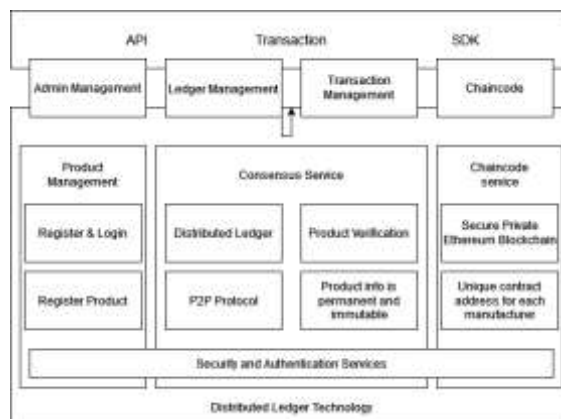 API Transaction SDK
Admin Management
Ledger Management
Transaction
Management
Chaincode
Product
Management
Consensus Service
Chaincode
service
Register & Login
Distributed Ledger
Product Verification
Secure Private
Ethereum Blockchain
Register Product
P2P Protocol
Product info is
permanent and
immutable
Unique contract
address for each
manufacturer
Security and Authentication Services
Distributed Ledger Technology